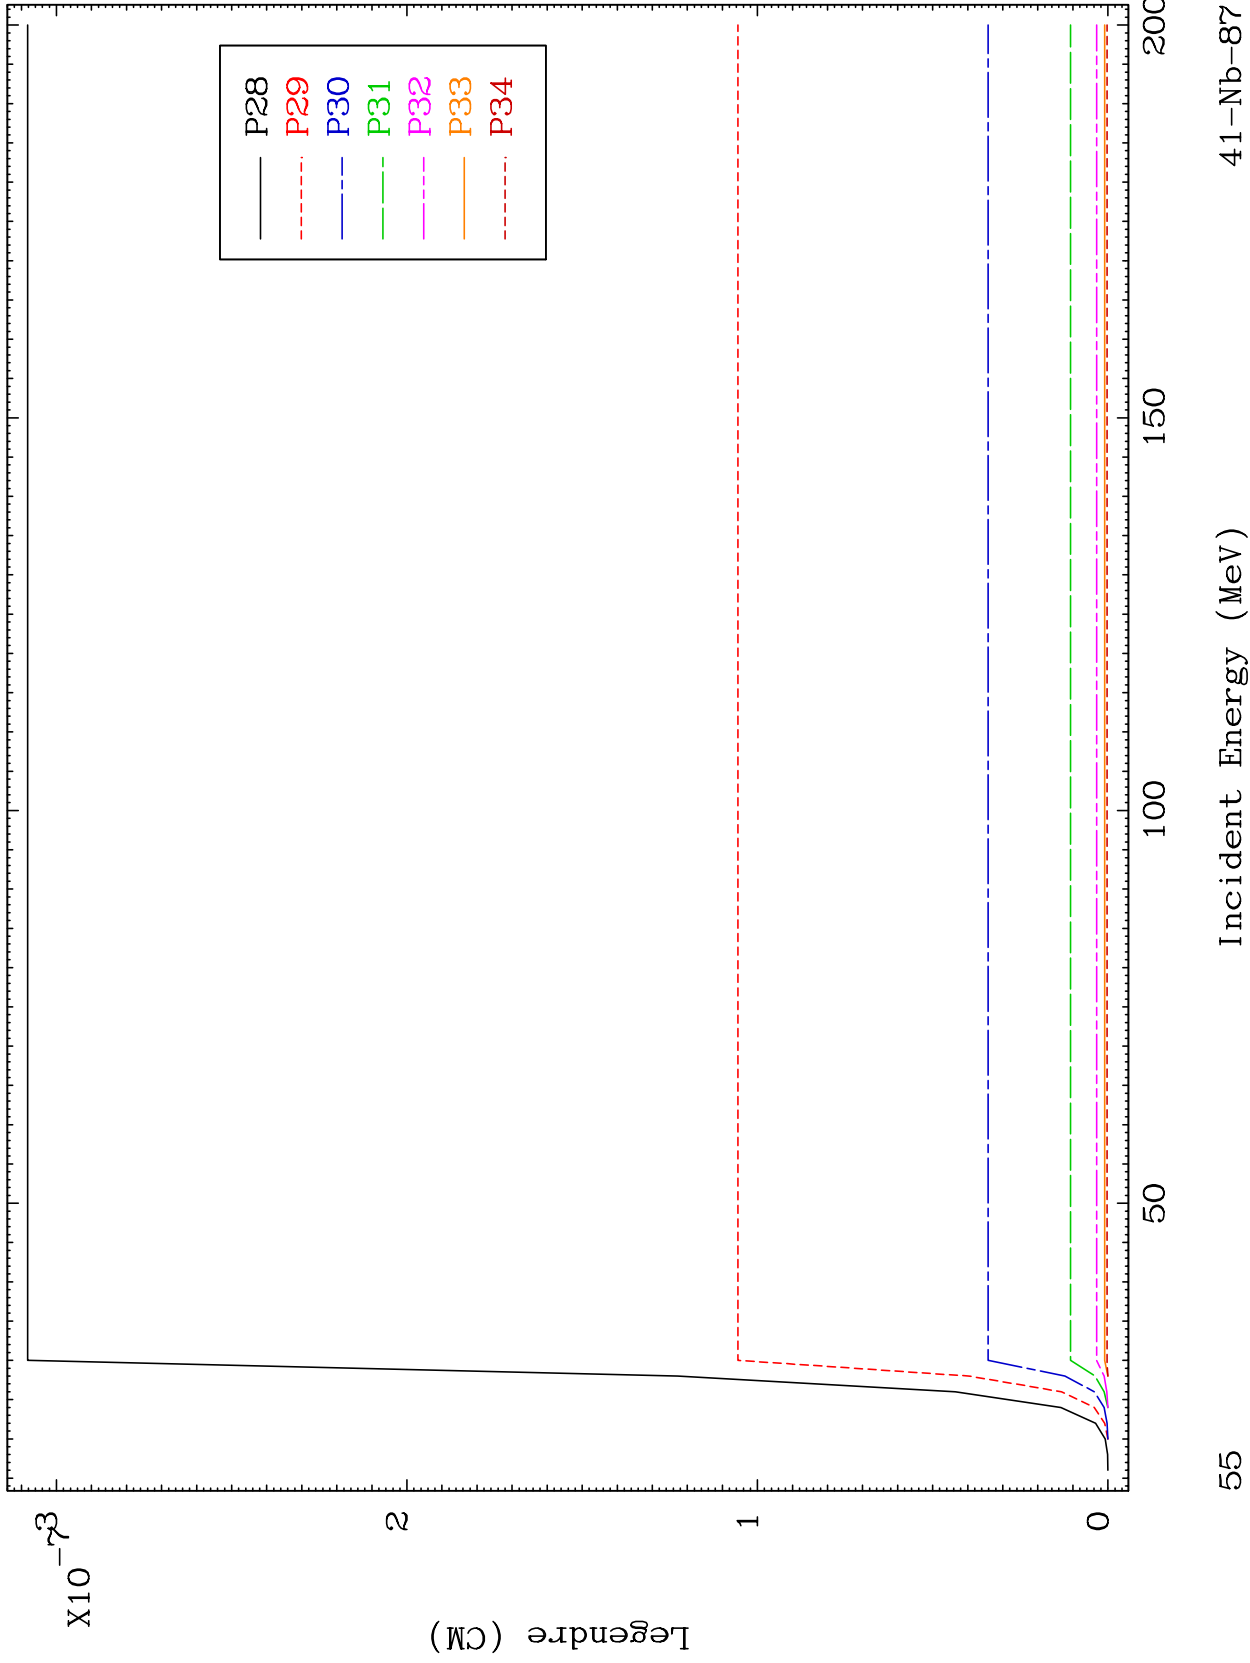 X10
-7
3
2
1
0
Legendre (CM)
P28
P29
P30
P31
P32
P33
P34
50
100
150
200
Incident Energy (MeV)
55
41-Nb-87